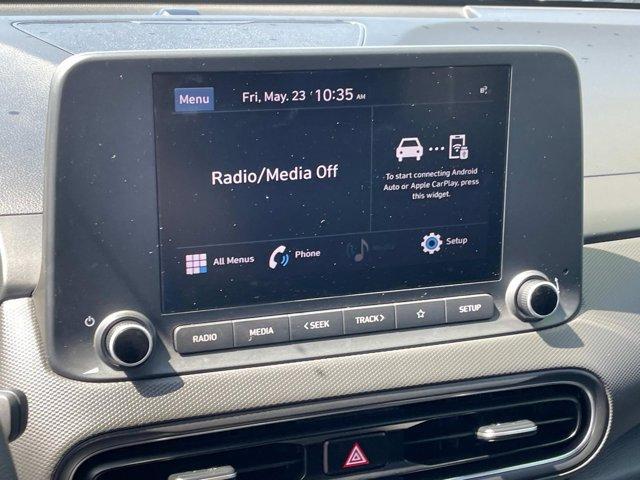 Menu
Fri, May. 23 10:35 AM
Radio/Media Off
To start connecting Android
Auto or Apple CarPlay, press
this widget.
All Menus
Phone
Setup
RADIO
MEDIA
< SEEK
TRACK >
☆
SETUP